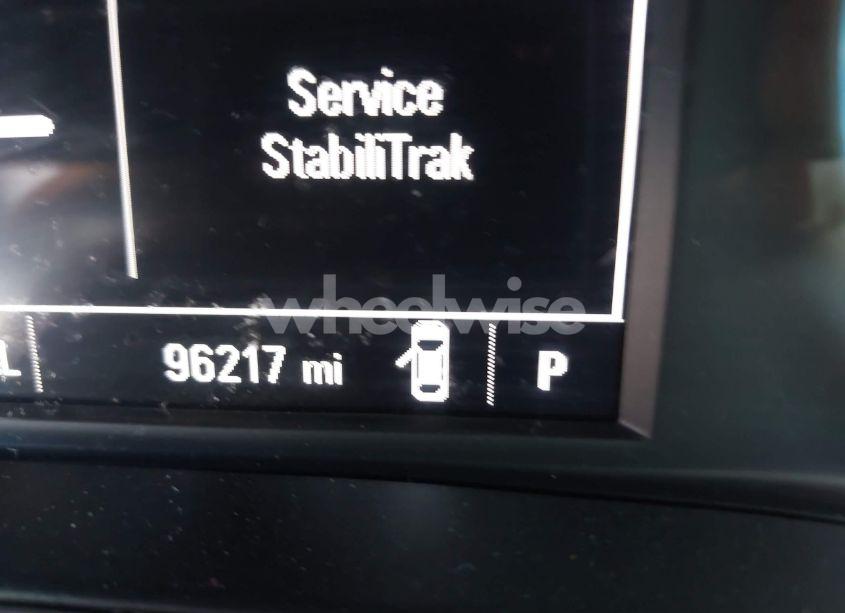 Service
StabiliTrak
wheelwise
L 96217 mi P